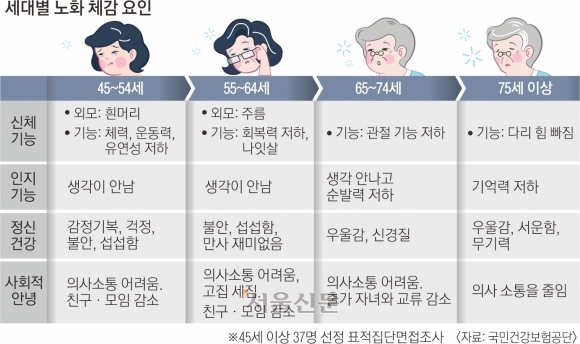 세대별 노화 체감 요인
45~54세
55~64세
65~74세
75세 이상
신체
기능
• 외모: 흰머리
• 기능: 체력, 운동력,
유연성 저하
• 외모: 주름
• 기능: 회복력 저하,
나잇살
• 기능: 관절 기능 저하
• 기능: 다리 힘 빠짐
인지
기능
생각이 안남
생각이 안남
생각 안나고
순발력 저하
기억력 저하
정신
건강
감정기복, 걱정,
불안, 섭섭함
불안, 섭섭함,
만사 재미없음
우울감, 신경질
우울감, 서운함,
무기력
사회적
안녕
의사소통 어려움.
친구 · 모임 감소
의사소통 어려움,
고집 세짐.
친구 · 모임 감소
의사소통 어려움.
출가 자녀와 교류 감소
의사 소통을 줄임
서울신문
※45세 이상 37명 선정 표적집단면접조사 〈자료: 국민건강보험공단〉